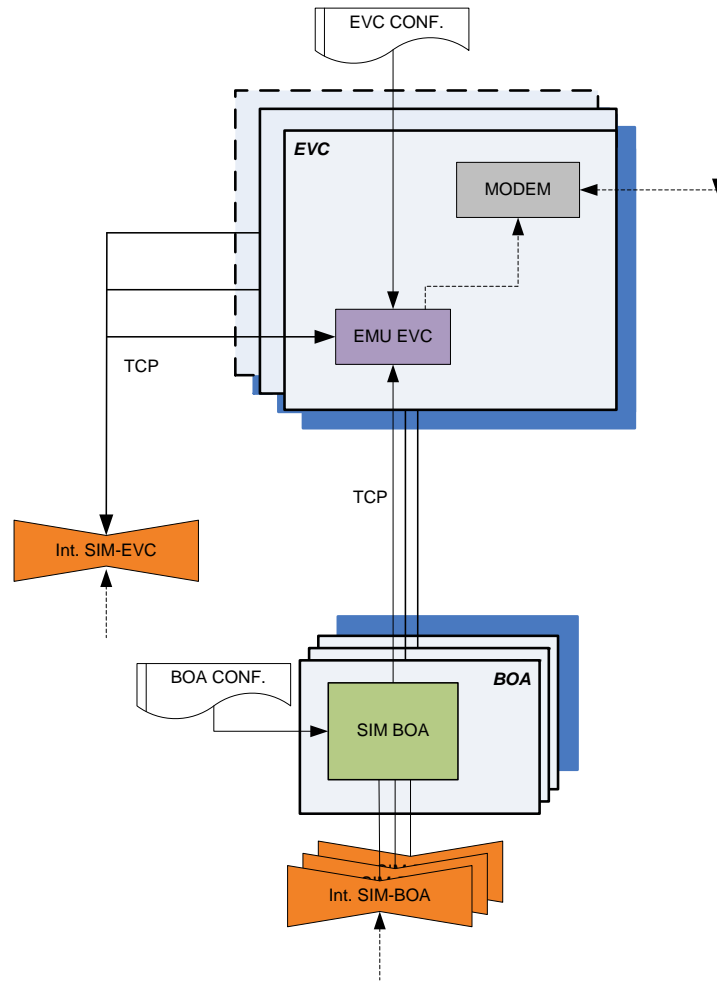 EVC CONF.
EVC
MODEM
EMU EVC
TCP
TCP
Int. SIM-EVC
BOA CONF.
BOA
SIM BOA
Int. SIM-BOA